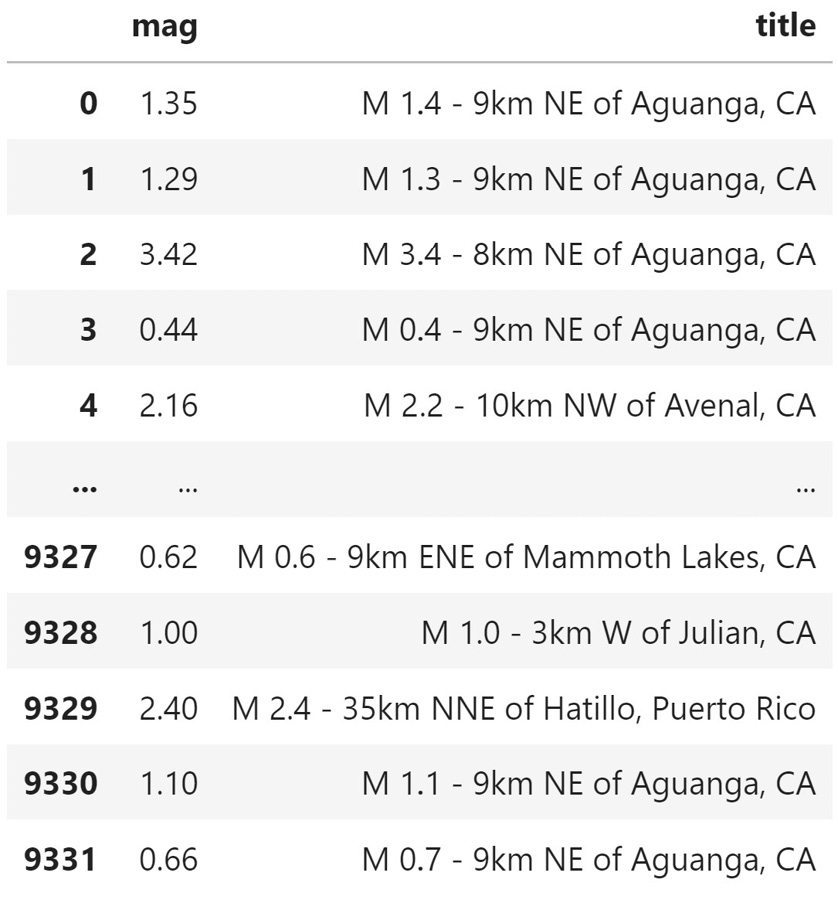 mag title
0 1.35 M 1.4 - 9km NE of Aguanga, CA
1 1.29 M 1.3 - 9km NE of Aguanga, CA
2 3.42 M 3.4 - 8km NE of Aguanga, CA
3 0.44 M 0.4 - 9km NE of Aguanga, CA
4 2.16 M 2.2 - 10km NW of Avenal, CA
... ... ...
9327 0.62 M 0.6 - 9km ENE of Mammoth Lakes, CA
9328 1.00 M 1.0 - 3km W of Julian, CA
9329 2.40 M 2.4 - 35km NNE of Hatillo, Puerto Rico
9330 1.10 M 1.1 - 9km NE of Aguanga, CA
9331 0.66 M 0.7 - 9km NE of Aguanga, CA